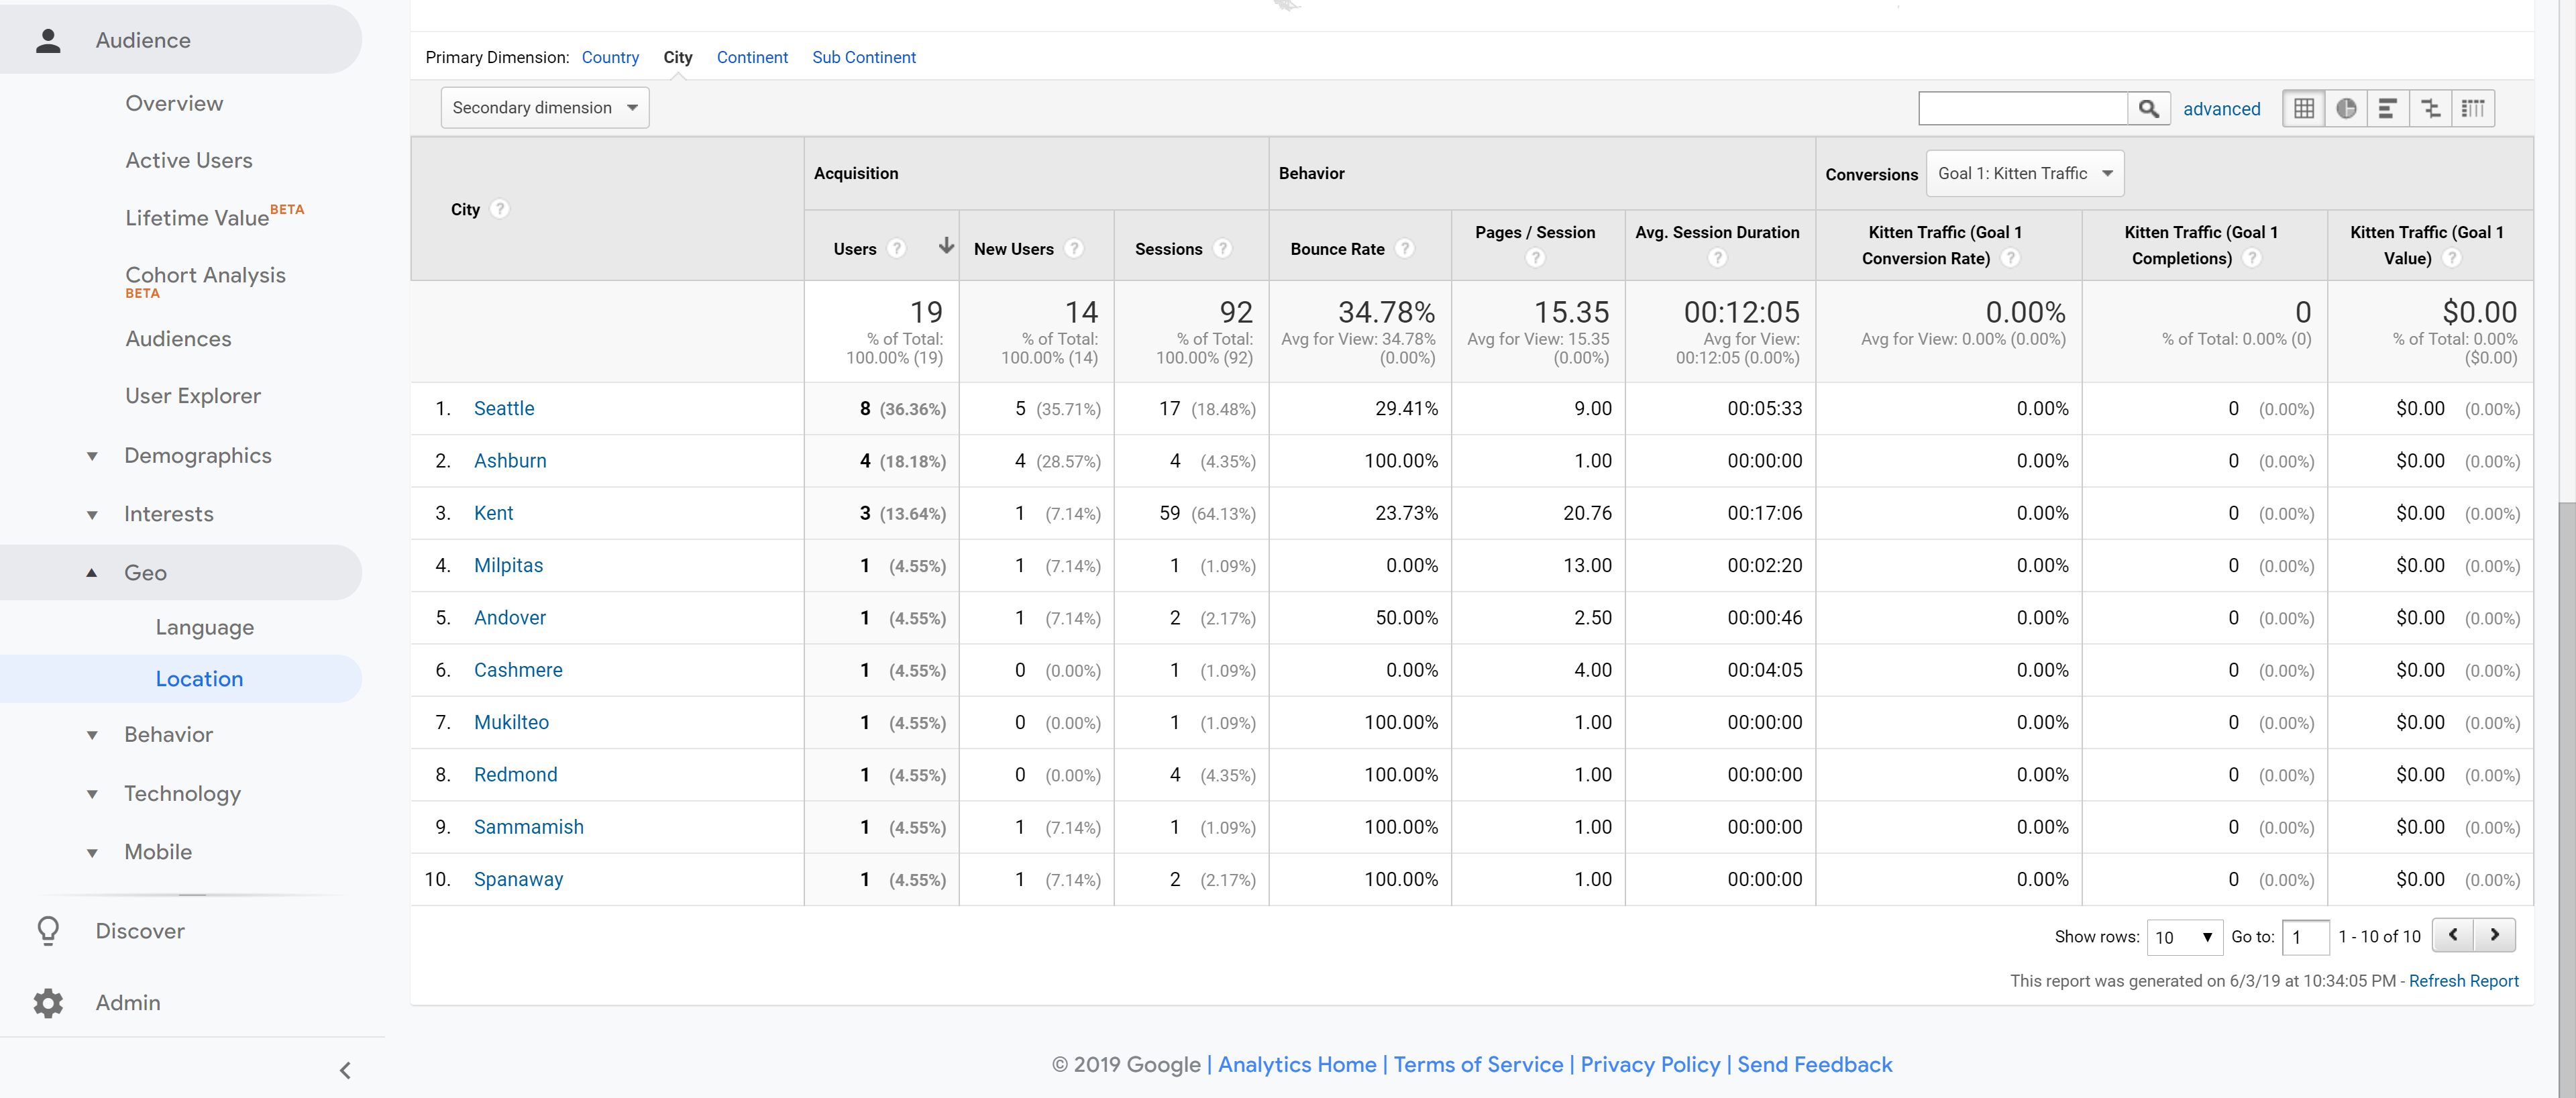 Audience
Overview
Active Users
Lifetime Value BETA
Cohort Analysis
BETA
Audiences
User Explorer
Demographics
Interests
Geo
Language
Location
Behavior
Technology
Mobile
Discover
Admin
Primary Dimension: Country City Continent Sub Continent
Secondary dimension advanced
City ?
Acquisition Behavior Conversions Goal 1: Kitten Traffic
Users ? New Users ? Sessions ? Bounce Rate ? Pages / Session ? Avg. Session Duration ? Kitten Traffic (Goal 1 Conversion Rate) ? Kitten Traffic (Goal 1 Completions) ? Kitten Traffic (Goal 1 Value) ?
19 14 92 34.78% 15.35 00:12:05 0.00% 0 $0.00
% of Total: % of Total: % of Total: Avg for View: 34.78% Avg for View: 15.35 Avg for View: Avg for View: 0.00% (0.00%) % of Total: 0.00% (0) % of Total: 0.00%
100.00% (19) 100.00% (14) 100.00% (92) (0.00%) (0.00%) 00:12:05 (0.00%) ($0.00)
1. Seattle 8 (36.36%) 5 (35.71%) 17 (18.48%) 29.41% 9.00 00:05:33 0.00% 0 (0.00%) $0.00 (0.00%)
2. Ashburn 4 (18.18%) 4 (28.57%) 4 (4.35%) 100.00% 1.00 00:00:00 0.00% 0 (0.00%) $0.00 (0.00%)
3. Kent 3 (13.64%) 1 (7.14%) 59 (64.13%) 23.73% 20.76 00:17:06 0.00% 0 (0.00%) $0.00 (0.00%)
4. Milpitas 1 (4.55%) 1 (7.14%) 1 (1.09%) 0.00% 13.00 00:02:20 0.00% 0 (0.00%) $0.00 (0.00%)
5. Andover 1 (4.55%) 1 (7.14%) 2 (2.17%) 50.00% 2.50 00:00:46 0.00% 0 (0.00%) $0.00 (0.00%)
6. Cashmere 1 (4.55%) 0 (0.00%) 1 (1.09%) 0.00% 4.00 00:04:05 0.00% 0 (0.00%) $0.00 (0.00%)
7. Mukilteo 1 (4.55%) 0 (0.00%) 1 (1.09%) 100.00% 1.00 00:00:00 0.00% 0 (0.00%) $0.00 (0.00%)
8. Redmond 1 (4.55%) 0 (0.00%) 4 (4.35%) 100.00% 1.00 00:00:00 0.00% 0 (0.00%) $0.00 (0.00%)
9. Sammamish 1 (4.55%) 1 (7.14%) 1 (1.09%) 100.00% 1.00 00:00:00 0.00% 0 (0.00%) $0.00 (0.00%)
10. Spanaway 1 (4.55%) 1 (7.14%) 2 (2.17%) 100.00% 1.00 00:00:00 0.00% 0 (0.00%) $0.00 (0.00%)
Show rows: 10 Go to: 1 1 - 10 of 10
This report was generated on 6/3/19 at 10:34:05 PM - Refresh Report
© 2019 Google | Analytics Home | Terms of Service | Privacy Policy | Send Feedback